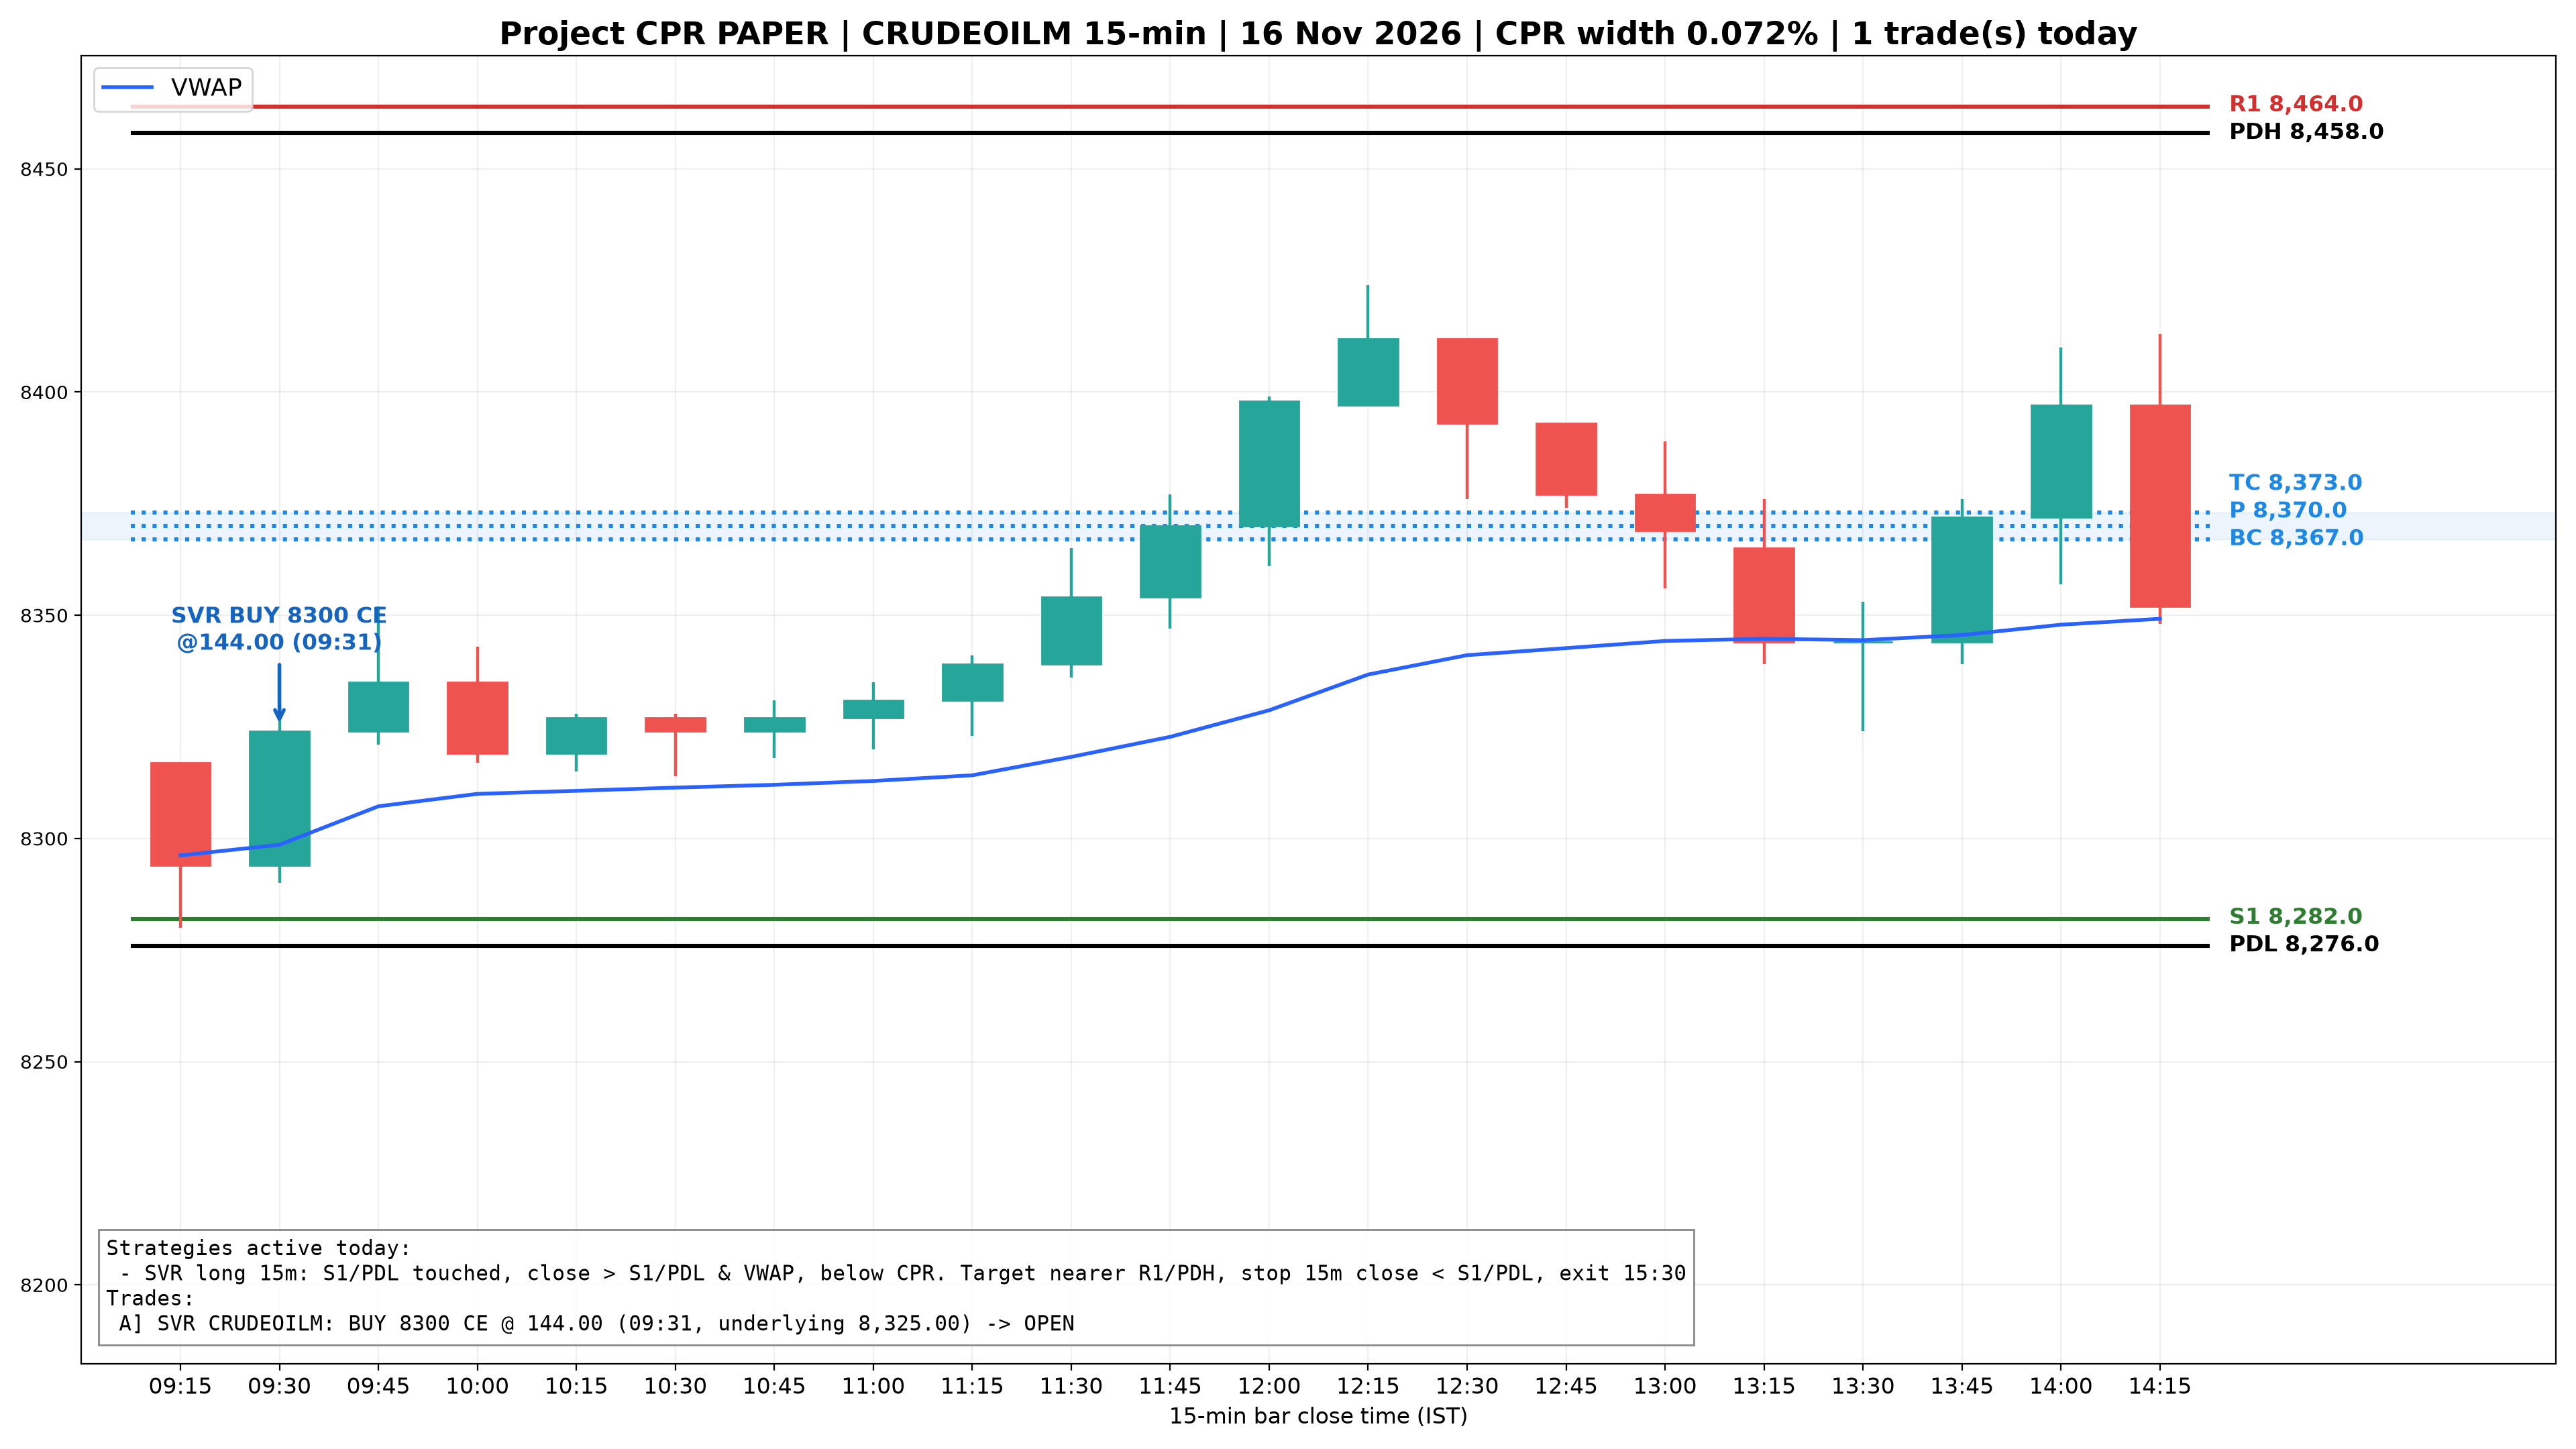 Project CPR PAPER | CRUDEOILM 15-min | 16 Nov 2026 | CPR width 0.072% | 1 trade(s) today
VWAP
R1 8,464.0
PDH 8,458.0
8450
8400
TC 8,373.0
P 8,370.0
BC 8,367.0
8350
SVR BUY 8300 CE
@144.00 (09:31)
8300
S1 8,282.0
PDL 8,276.0
8250
8200
Strategies active today:
- SVR long 15m: S1/PDL touched, close > S1/PDL & VWAP, below CPR. Target nearer R1/PDH, stop 15m close < S1/PDL, exit 15:30
Trades:
A] SVR CRUDEOILM: BUY 8300 CE @ 144.00 (09:31, underlying 8,325.00) -> OPEN
09:15 09:30 09:45 10:00 10:15 10:30 10:45 11:00 11:15 11:30 11:45 12:00 12:15 12:30 12:45 13:00 13:15 13:30 13:45 14:00 14:15
15-min bar close time (IST)